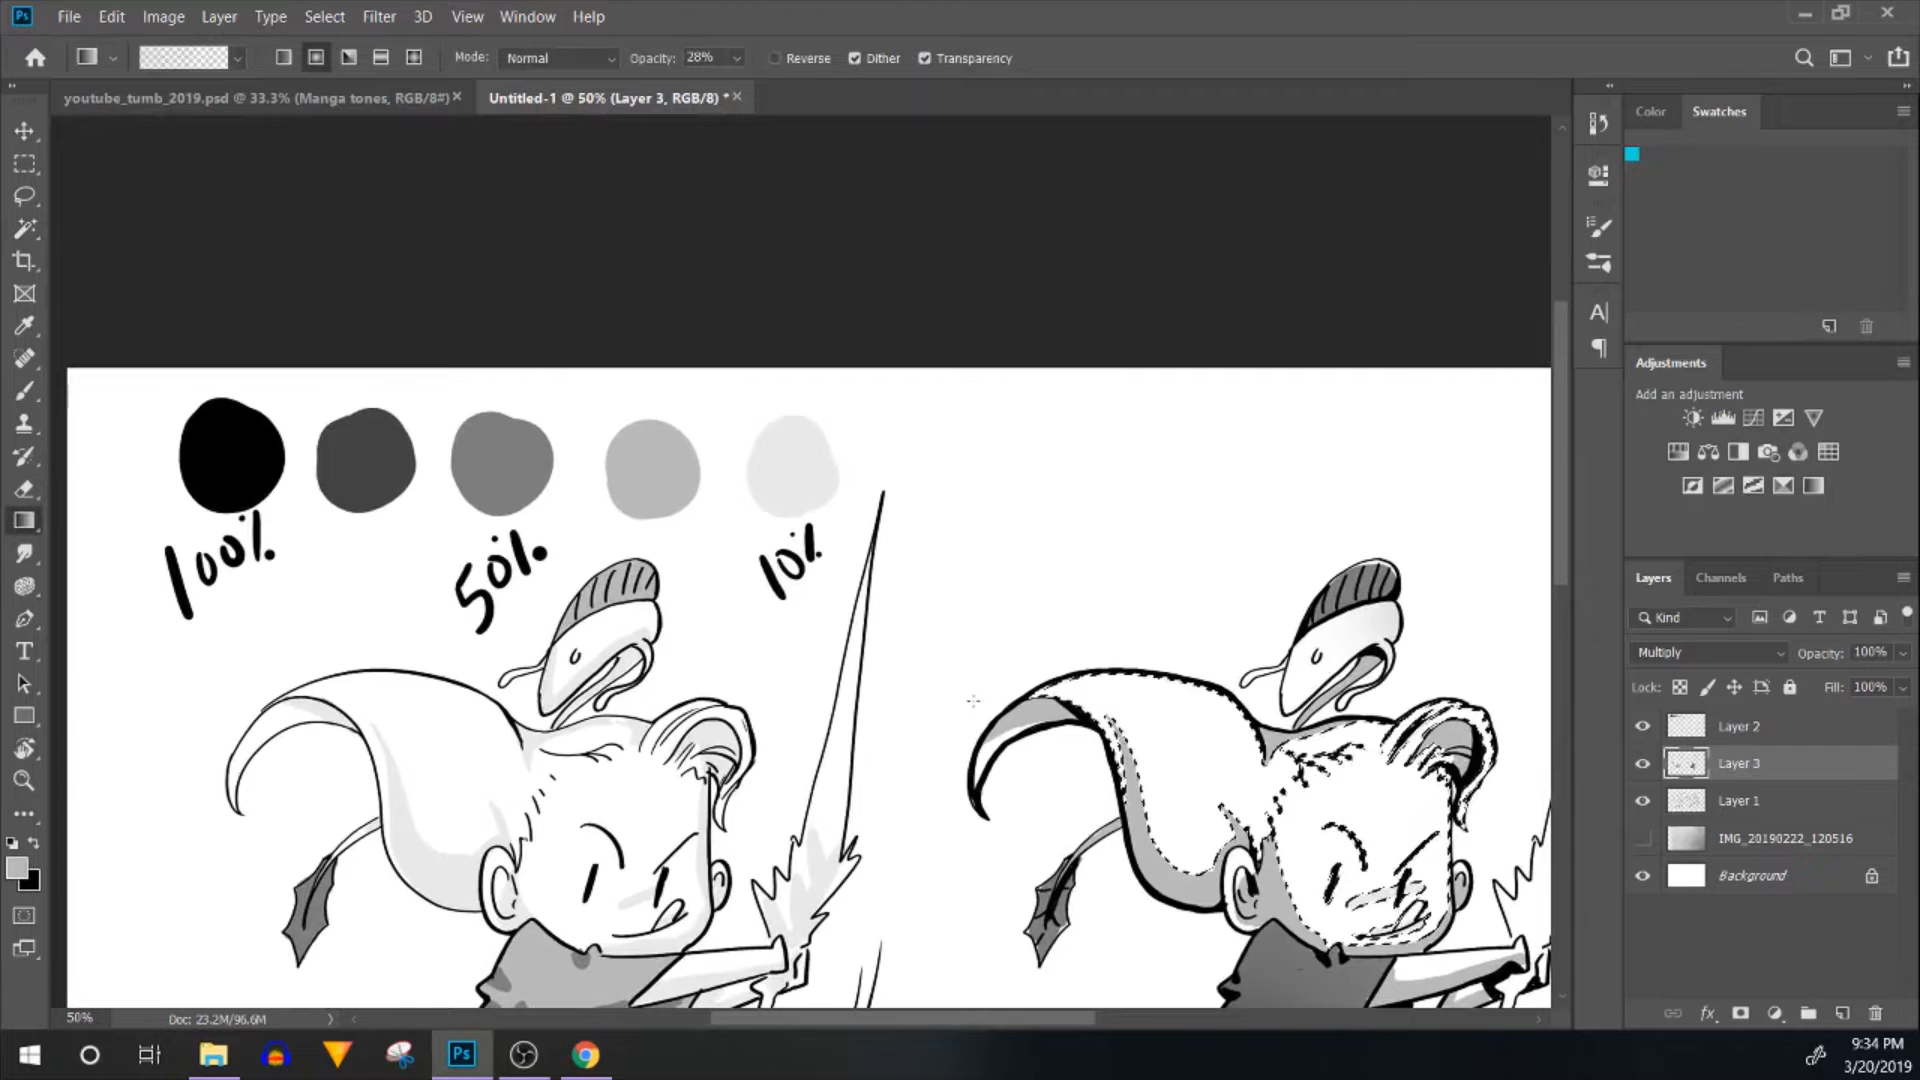 Ps File Edit Image Layer Type Select Filter 3D View Window Help
Mode: Normal Opacity: 28% Reverse Dither Transparency
youtube_tumb_2019.psd @ 33.3% (Manga tones, RGB/8#) Untitled-1 @ 50% (Layer 3, RGB/8) *
Color Swatches
Adjustments
Add an adjustment
100% 50% 10%
Layers Channels Paths
Kind
Multiply Opacity: 100%
Lock: Fill: 100%
Layer 2
Layer 3
Layer 1
IMG_20190222_120516
Background
50% Doc: 23.2M/96.6M
Ps
9:34 PM
3/20/2019